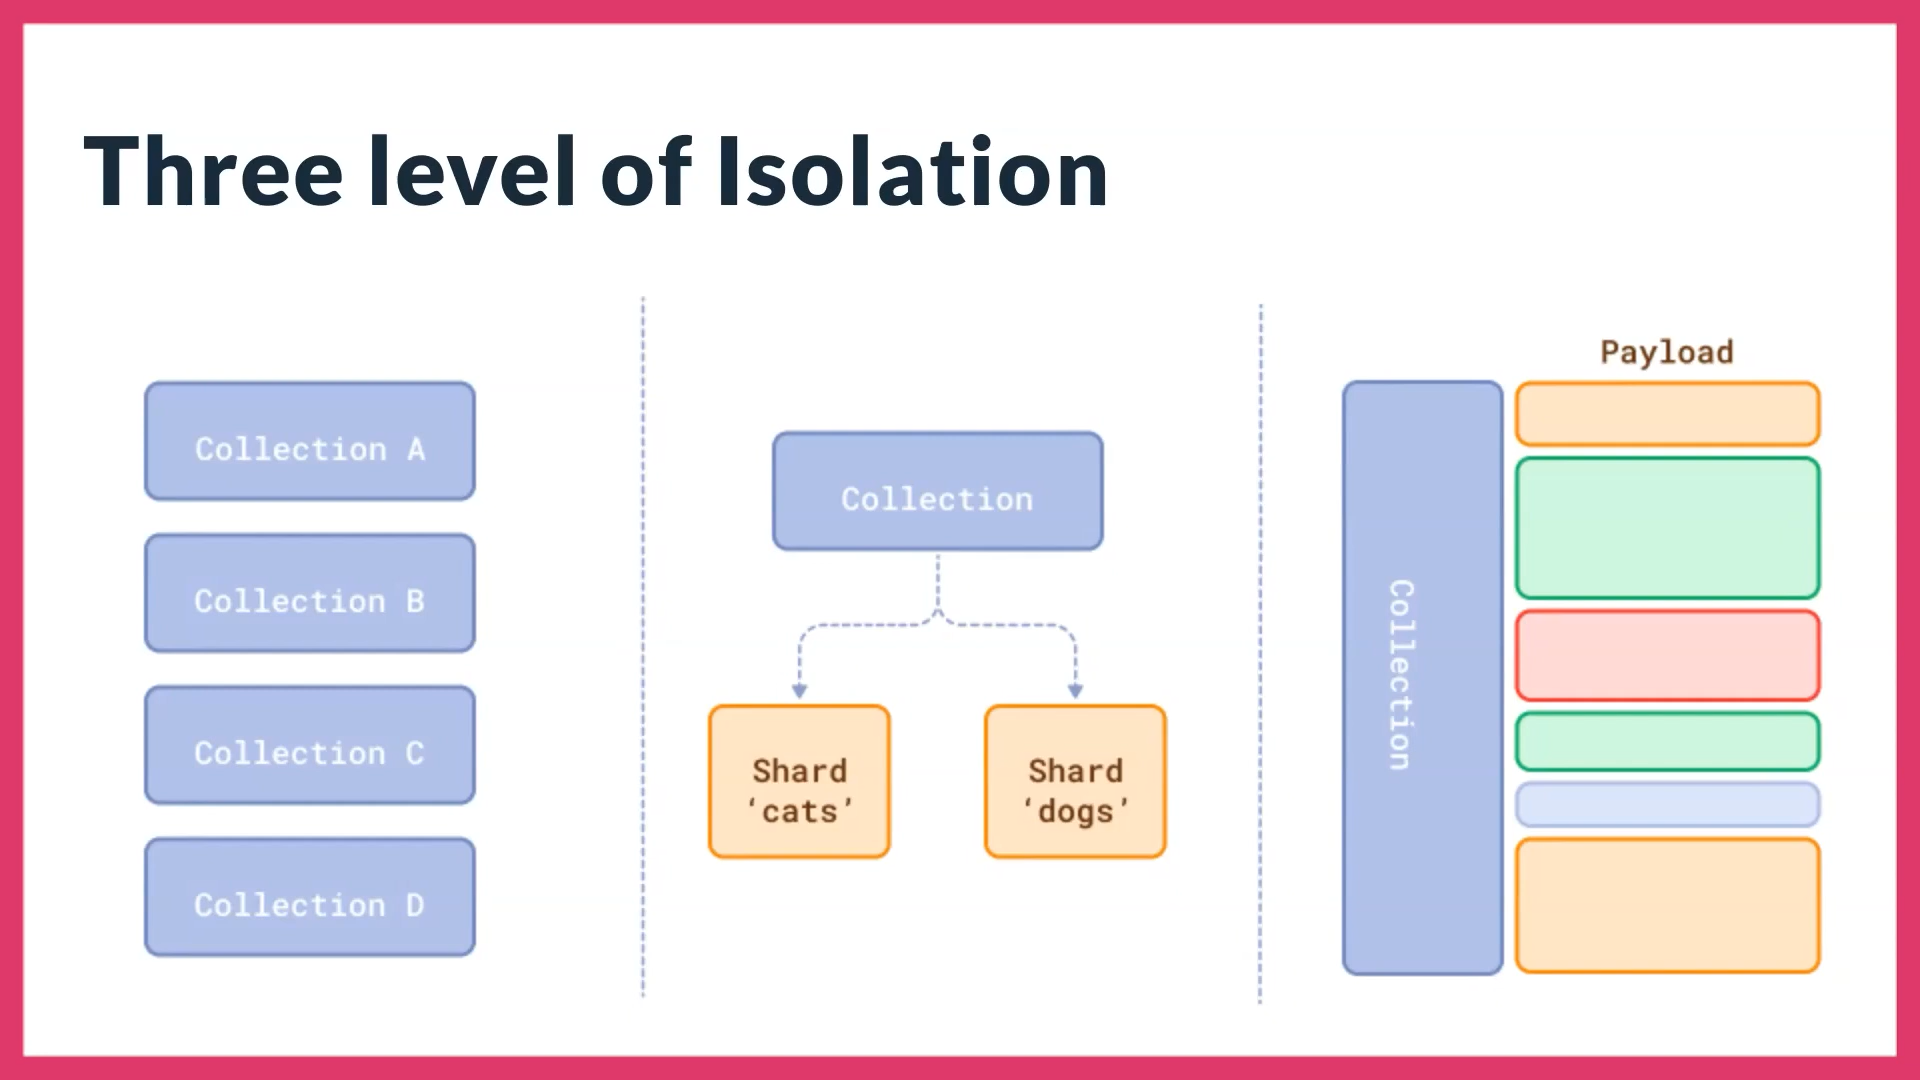 Three level of Isolation
Collection A
Collection B
Collection C
Collection D
Collection
Shard
‘cats’
Shard
‘dogs’
Payload
Collection